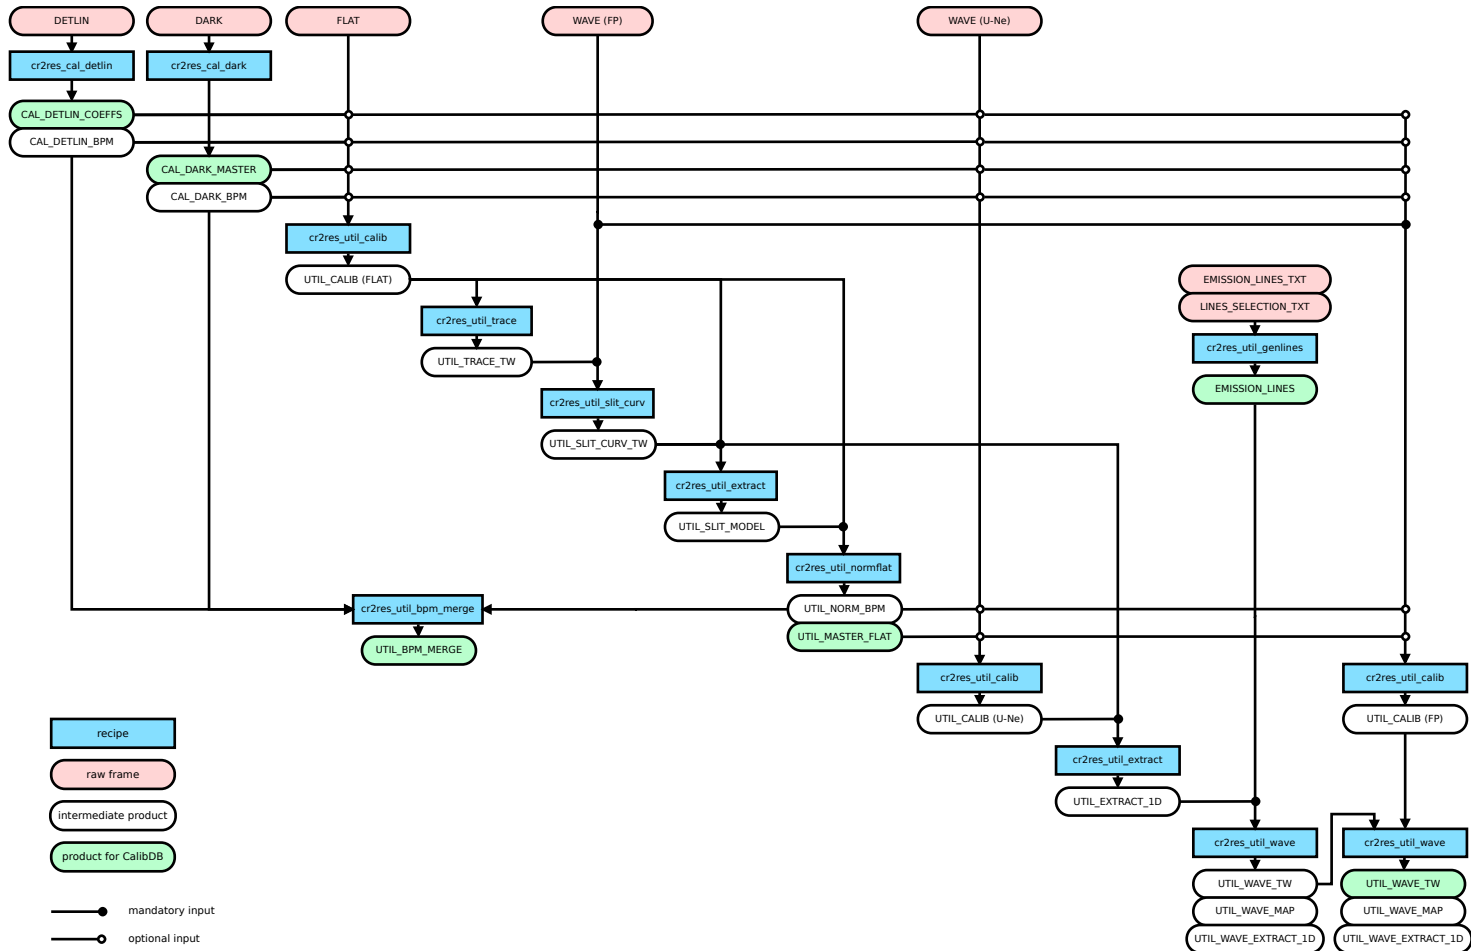 DETLIN
DARK
FLAT
WAVE (FP)
WAVE (U-Ne)
cr2res_cal_detlin
cr2res_cal_dark
CAL_DETLIN_COEFFS
CAL_DETLIN_BPM
CAL_DARK_MASTER
CAL_DARK_BPM
cr2res_util_calib
UTIL_CALIB (FLAT)
EMISSION_LINES_TXT
LINES_SELECTION_TXT
cr2res_util_trace
cr2res_util_genlines
UTIL_TRACE_TW
EMISSION_LINES
cr2res_util_slit_curv
UTIL_SLIT_CURV_TW
cr2res_util_extract
UTIL_SLIT_MODEL
cr2res_util_normflat
cr2res_util_bpm_merge
UTIL_NORM_BPM
UTIL_MASTER_FLAT
UTIL_BPM_MERGE
cr2res_util_calib
cr2res_util_calib
UTIL_CALIB (U-Ne)
UTIL_CALIB (FP)
recipe
cr2res_util_extract
raw frame
UTIL_EXTRACT_1D
intermediate product
cr2res_util_wave
cr2res_util_wave
product for CalibDB
UTIL_WAVE_TW
UTIL_WAVE_TW
mandatory input
UTIL_WAVE_MAP
UTIL_WAVE_MAP
optional input
UTIL_WAVE_EXTRACT_1D
UTIL_WAVE_EXTRACT_1D